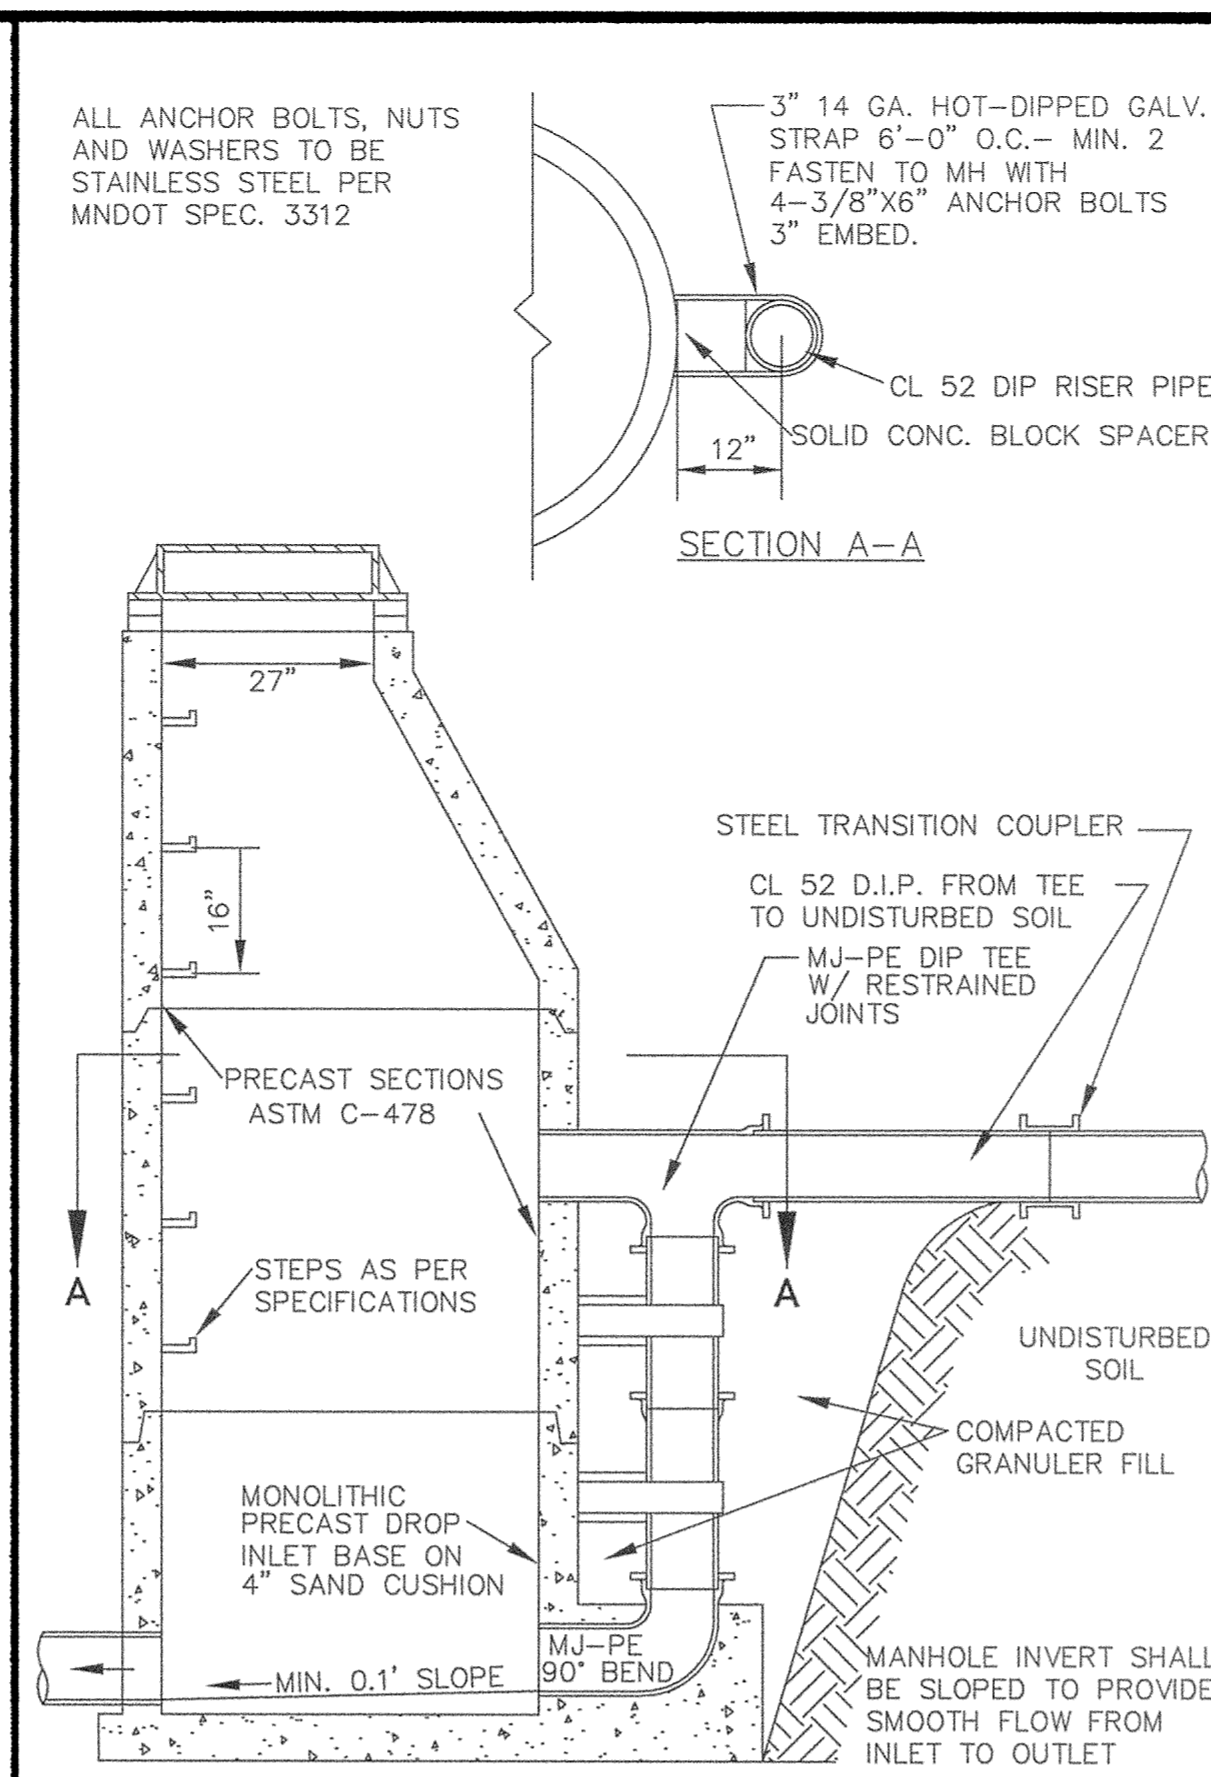 ALL ANCHOR BOLTS, NUTS
AND WASHERS TO BE
STAINLESS STEEL PER
MNDOT SPEC. 3312
3" 14 GA. HOT-DIPPED GALV.
STRAP 6'-0" O.C.- MIN. 2
FASTEN TO MH WITH
4-3/8"X6" ANCHOR BOLTS
3" EMBED.
CL 52 DIP RISER PIPE
SOLID CONC. BLOCK SPACER
12"
SECTION A-A
27"
16"
STEEL TRANSITION COUPLER
CL 52 D.I.P. FROM TEE
TO UNDISTURBED SOIL
MJ-PE DIP TEE
W/ RESTRAINED
JOINTS
PRECAST SECTIONS
ASTM C-478
A
A
STEPS AS PER
SPECIFICATIONS
UNDISTURBED
SOIL
COMPACTED
GRANULER FILL
MONOLITHIC
PRECAST DROP
INLET BASE ON
4" SAND CUSHION
MJ-PE
90° BEND
MIN. 0.1' SLOPE
MANHOLE INVERT SHALL
BE SLOPED TO PROVIDE
SMOOTH FLOW FROM
INLET TO OUTLET